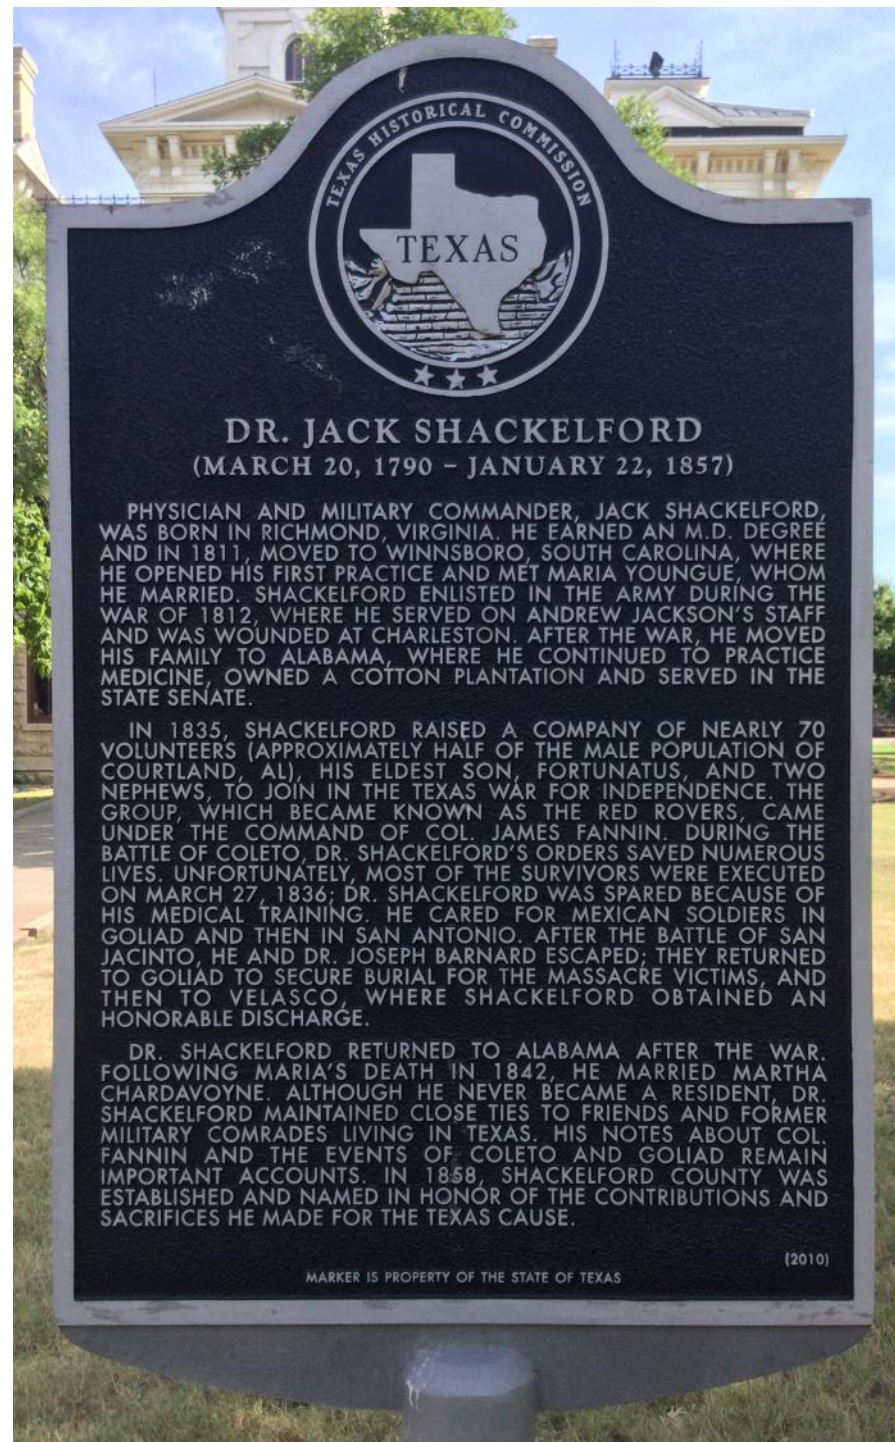 TEXAS HISTORICAL COMMISSION
TEXAS
DR. JACK SHACKELFORD
(MARCH 20, 1790 – JANUARY 22, 1857)
PHYSICIAN AND MILITARY COMMANDER, JACK SHACKELFORD,
WAS BORN IN RICHMOND, VIRGINIA. HE EARNED AN M.D. DEGREE
AND IN 1811, MOVED TO WINNSBORO, SOUTH CAROLINA, WHERE
HE OPENED HIS FIRST PRACTICE AND MET MARIA YOUNGUE, WHOM
HE MARRIED. SHACKELFORD ENLISTED IN THE ARMY DURING THE
WAR OF 1812, WHERE HE SERVED ON ANDREW JACKSON'S STAFF
AND WAS WOUNDED AT CHARLESTON. AFTER THE WAR, HE MOVED
HIS FAMILY TO ALABAMA, WHERE HE CONTINUED TO PRACTICE
MEDICINE, OWNED A COTTON PLANTATION AND SERVED IN THE
STATE SENATE.
IN 1835, SHACKELFORD RAISED A COMPANY OF NEARLY 70
VOLUNTEERS (APPROXIMATELY HALF OF THE MALE POPULATION OF
COURTLAND, AL), HIS ELDEST SON, FORTUNATUS, AND TWO
NEPHEWS, TO JOIN IN THE TEXAS WAR FOR INDEPENDENCE. THE
GROUP, WHICH BECAME KNOWN AS THE RED ROVERS, CAME
UNDER THE COMMAND OF COL. JAMES FANNIN. DURING THE
BATTLE OF COLETO, DR. SHACKELFORD'S ORDERS SAVED NUMEROUS
LIVES. UNFORTUNATELY, MOST OF THE SURVIVORS WERE EXECUTED
ON MARCH 27, 1836; DR. SHACKELFORD WAS SPARED BECAUSE OF
HIS MEDICAL TRAINING. HE CARED FOR MEXICAN SOLDIERS IN
GOLIAD AND THEN IN SAN ANTONIO. AFTER THE BATTLE OF SAN
JACINTO, HE AND DR. JOSEPH BARNARD ESCAPED; THEY RETURNED
TO GOLIAD TO SECURE BURIAL FOR THE MASSACRE VICTIMS, AND
THEN TO VELASCO, WHERE SHACKELFORD OBTAINED AN
HONORABLE DISCHARGE.
DR. SHACKELFORD RETURNED TO ALABAMA AFTER THE WAR.
FOLLOWING MARIA'S DEATH IN 1842, HE MARRIED MARTHA
CHARDAVOYNE. ALTHOUGH HE NEVER BECAME A RESIDENT, DR.
SHACKELFORD MAINTAINED CLOSE TIES TO FRIENDS AND FORMER
MILITARY COMRADES LIVING IN TEXAS. HIS NOTES ABOUT COL.
FANNIN AND THE EVENTS OF COLETO AND GOLIAD REMAIN
IMPORTANT ACCOUNTS. IN 1858, SHACKELFORD COUNTY WAS
ESTABLISHED AND NAMED IN HONOR OF THE CONTRIBUTIONS AND
SACRIFICES HE MADE FOR THE TEXAS CAUSE.
(2010)
MARKER IS PROPERTY OF THE STATE OF TEXAS